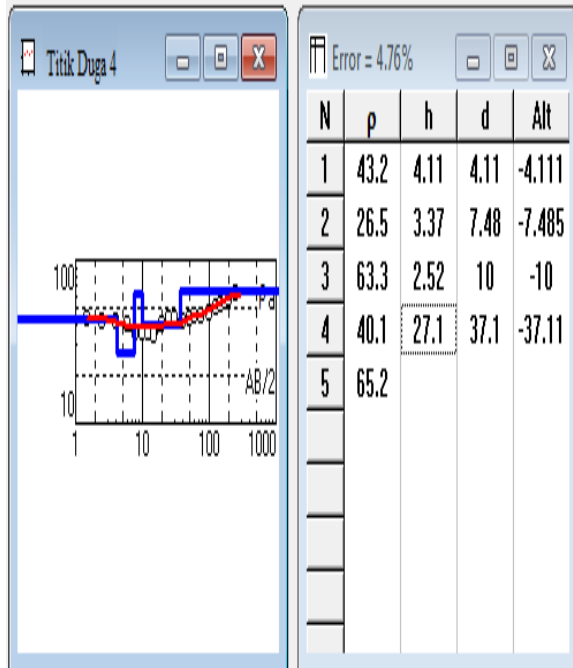 Titik Duga 4
100
ρa
AB/2
10
1 10 100 1000
Error = 4.76%
N ρ h d Alt
1 43.2 4.11 4.11 -4.111
2 26.5 3.37 7.48 -7.485
3 63.3 2.52 10 -10
4 40.1 27.1 37.1 -37.11
5 65.2